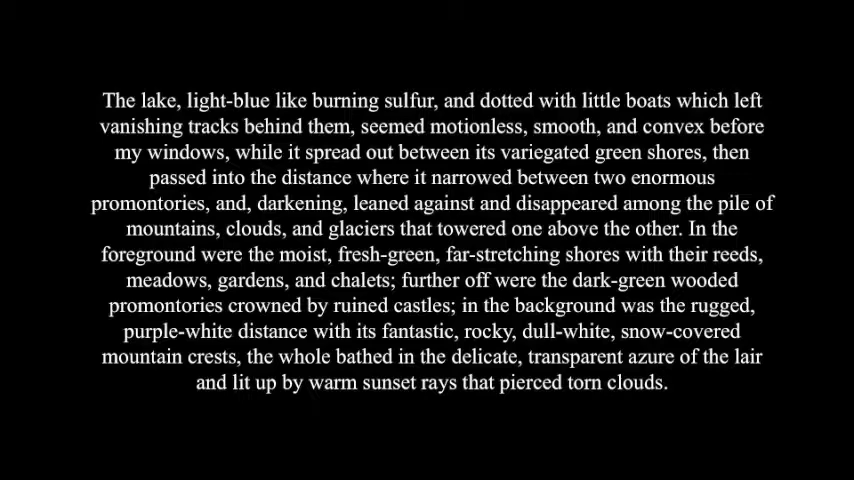 The lake, light-blue like burning sulfur, and dotted with little boats which left
vanishing tracks behind them, seemed motionless, smooth, and convex before
my windows, while it spread out between its variegated green shores, then
passed into the distance where it narrowed between two enormous
promontories, and, darkening, leaned against and disappeared among the pile of
mountains, clouds, and glaciers that towered one above the other. In the
foreground were the moist, fresh-green, far-stretching shores with their reeds,
meadows, gardens, and chalets; further off were the dark-green wooded
promontories crowned by ruined castles; in the background was the rugged,
purple-white distance with its fantastic, rocky, dull-white, snow-covered
mountain crests, the whole bathed in the delicate, transparent azure of the lair
and lit up by warm sunset rays that pierced torn clouds.